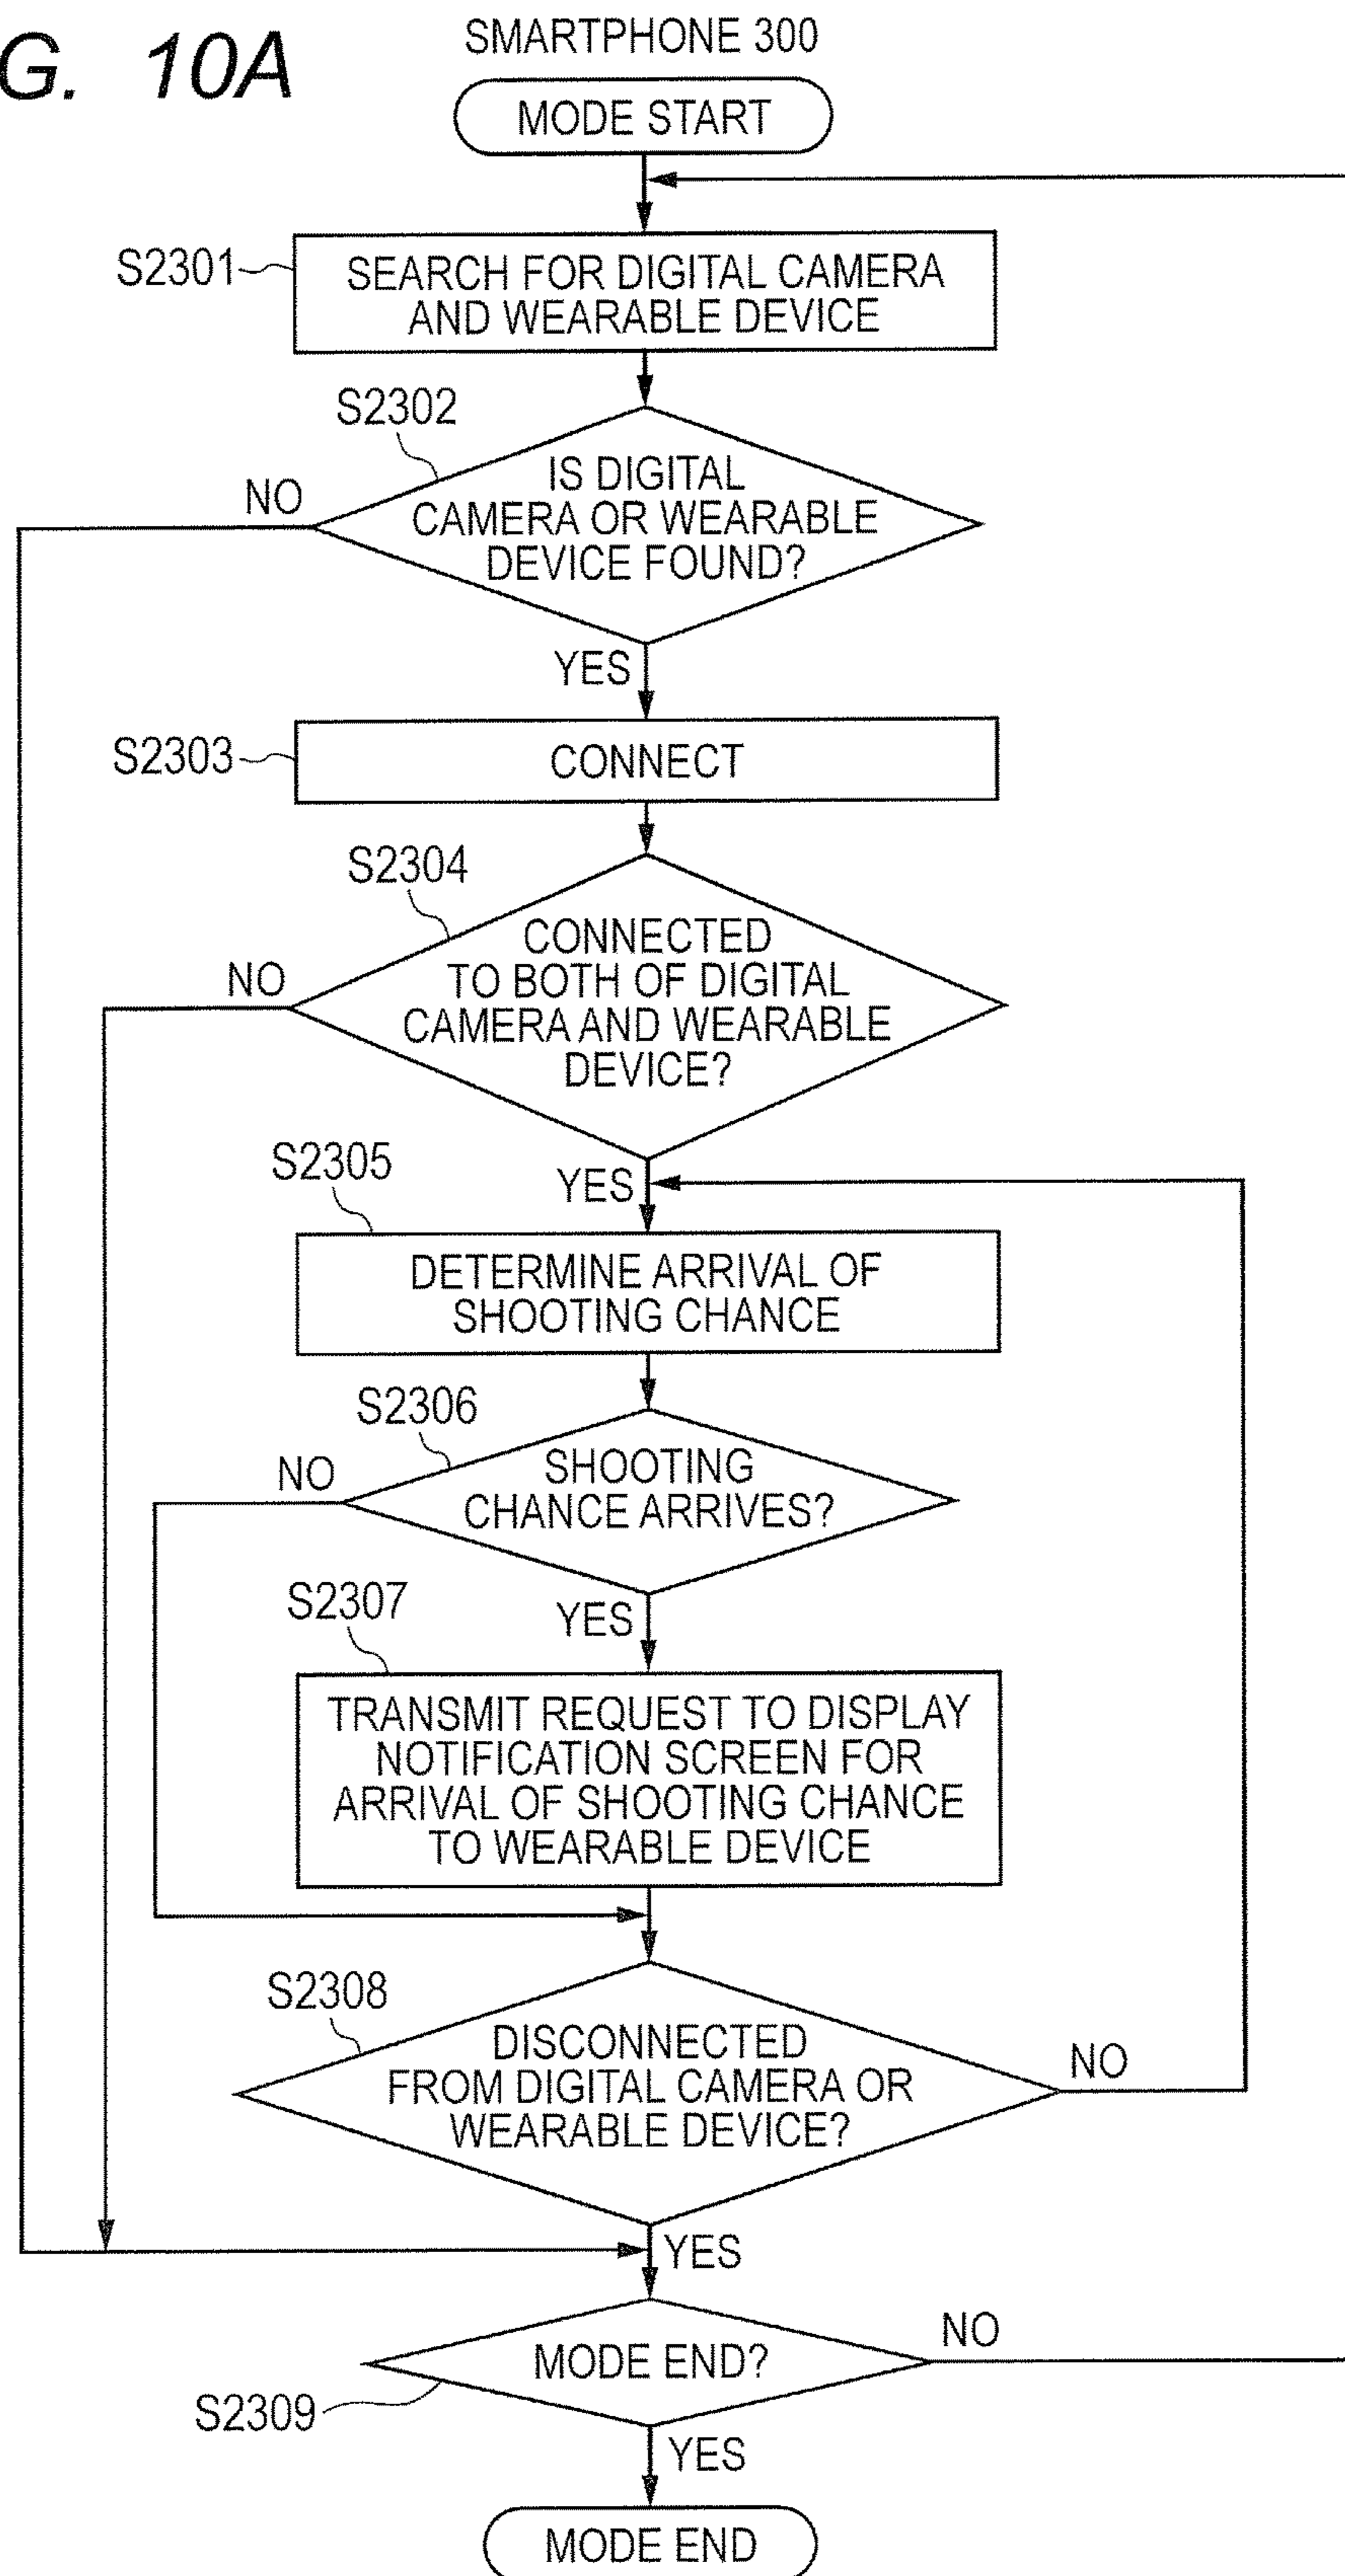 G. 10A
SMARTPHONE 300
MODE START
S2301
SEARCH FOR DIGITAL CAMERA
AND WEARABLE DEVICE
S2302
IS DIGITAL
CAMERA OR WEARABLE
DEVICE FOUND?
NO
YES
S2303
CONNECT
S2304
CONNECTED
TO BOTH OF DIGITAL
CAMERA AND WEARABLE
DEVICE?
NO
YES
S2305
DETERMINE ARRIVAL OF
SHOOTING CHANCE
S2306
SHOOTING
CHANCE ARRIVES?
NO
YES
S2307
TRANSMIT REQUEST TO DISPLAY
NOTIFICATION SCREEN FOR
ARRIVAL OF SHOOTING CHANCE
TO WEARABLE DEVICE
S2308
DISCONNECTED
FROM DIGITAL CAMERA OR
WEARABLE DEVICE?
NO
YES
MODE END?
NO
S2309
YES
MODE END